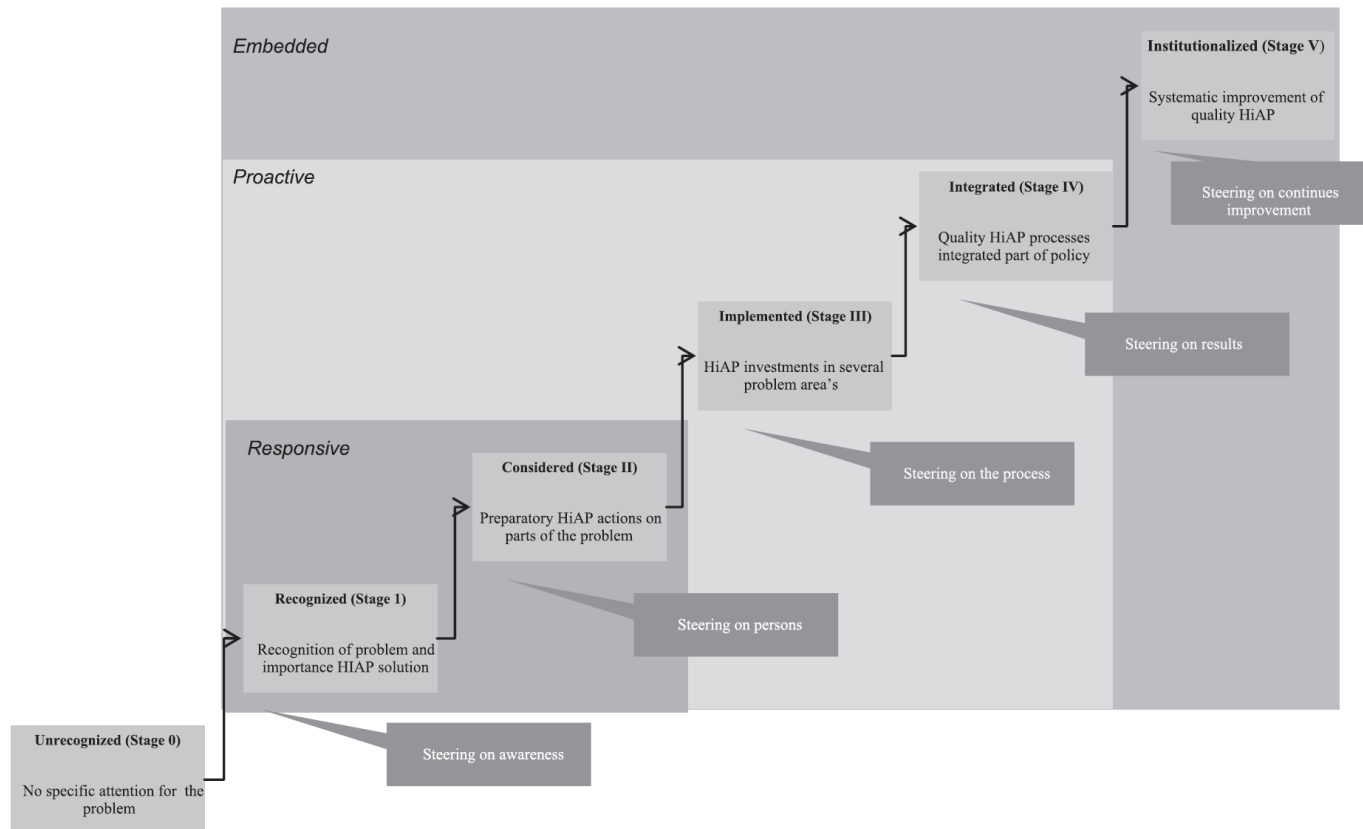 Embedded
Institutionalized (Stage V)
Systematic improvement of
quality HiAP
Steering on continues
improvement
Proactive
Integrated (Stage IV)
Quality HiAP processes
integrated part of policy
Steering on results
Implemented (Stage III)
HiAP investments in several
problem area's
Steering on the process
Responsive
Considered (Stage II)
Preparatory HiAP actions on
parts of the problem
Steering on persons
Recognized (Stage 1)
Recognition of problem and
importance HIAP solution
Steering on awareness
Unrecognized (Stage 0)
No specific attention for the
problem